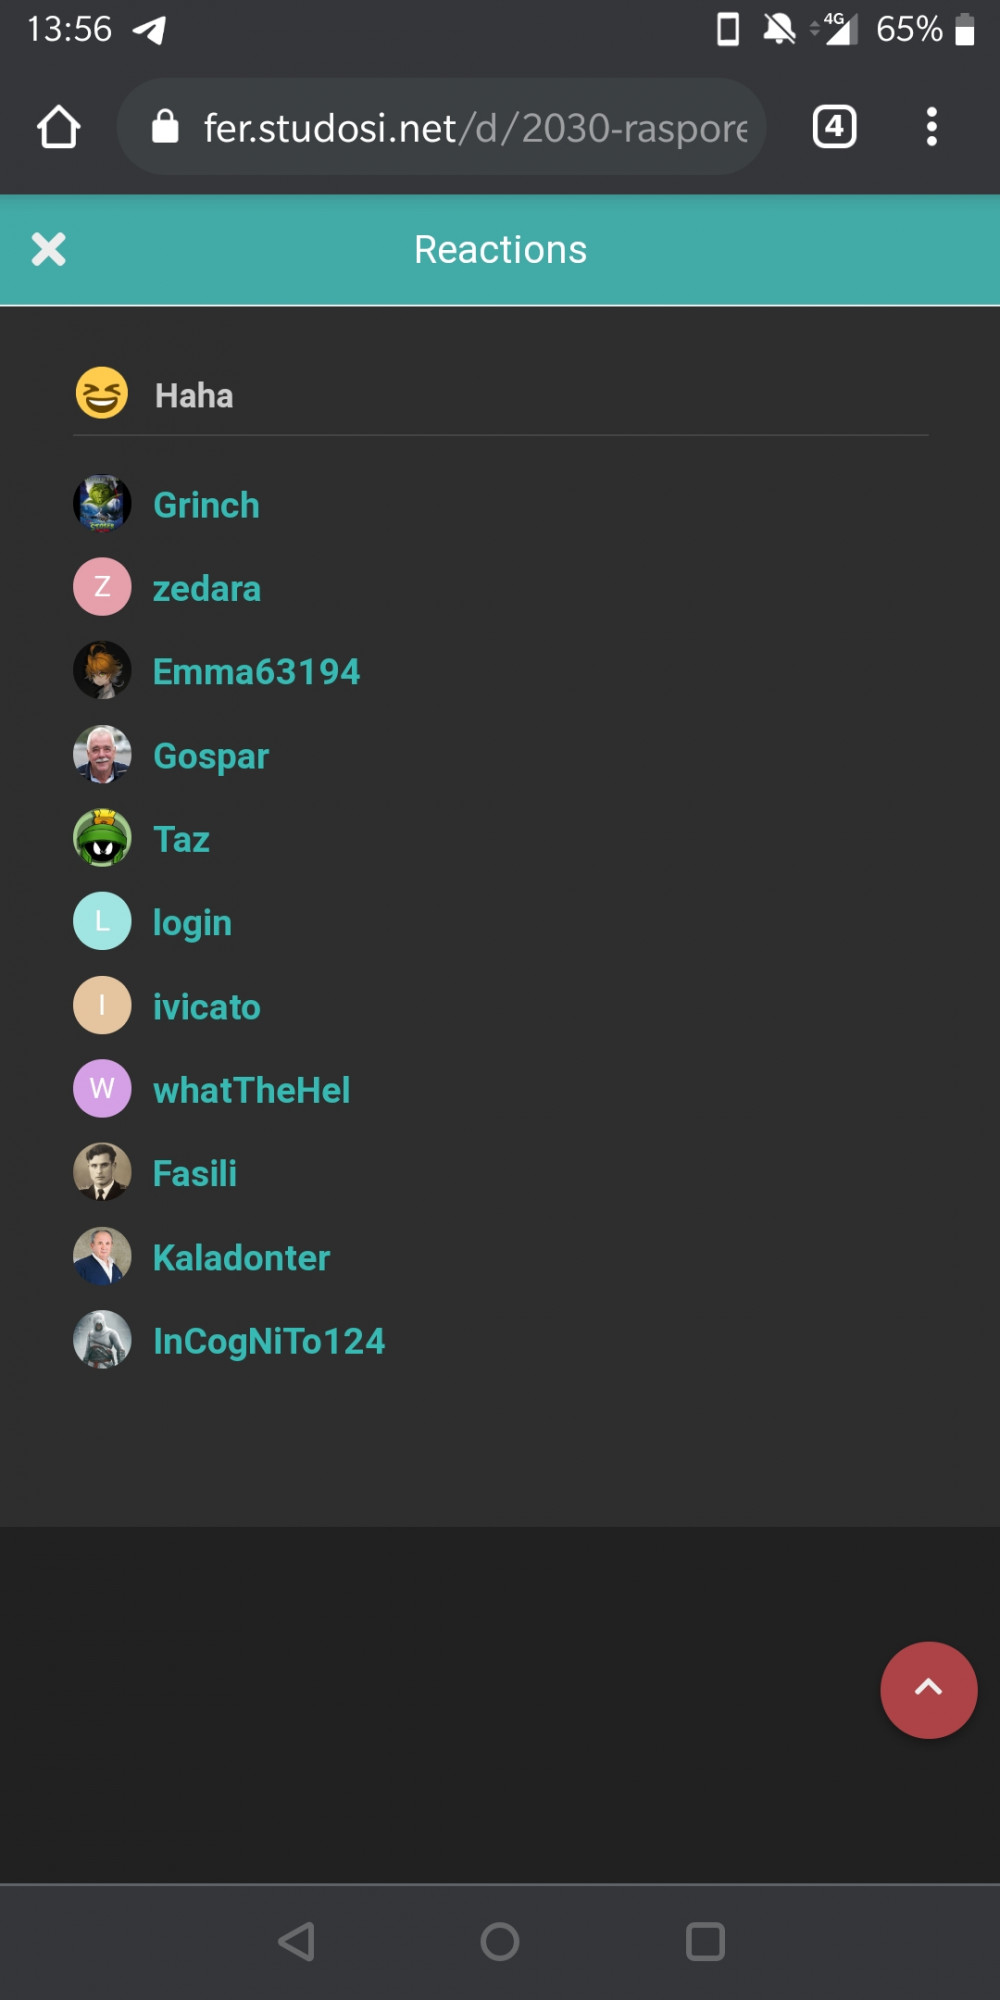 13:56
4G
65%
fer.studosi.net/d/2030-raspore
4
Reactions
Haha
Grinch
Z
zedara
Emma63194
Gospar
Taz
L
login
I
ivicato
W
whatTheHel
Fasili
Kaladonter
InCogNiTo124